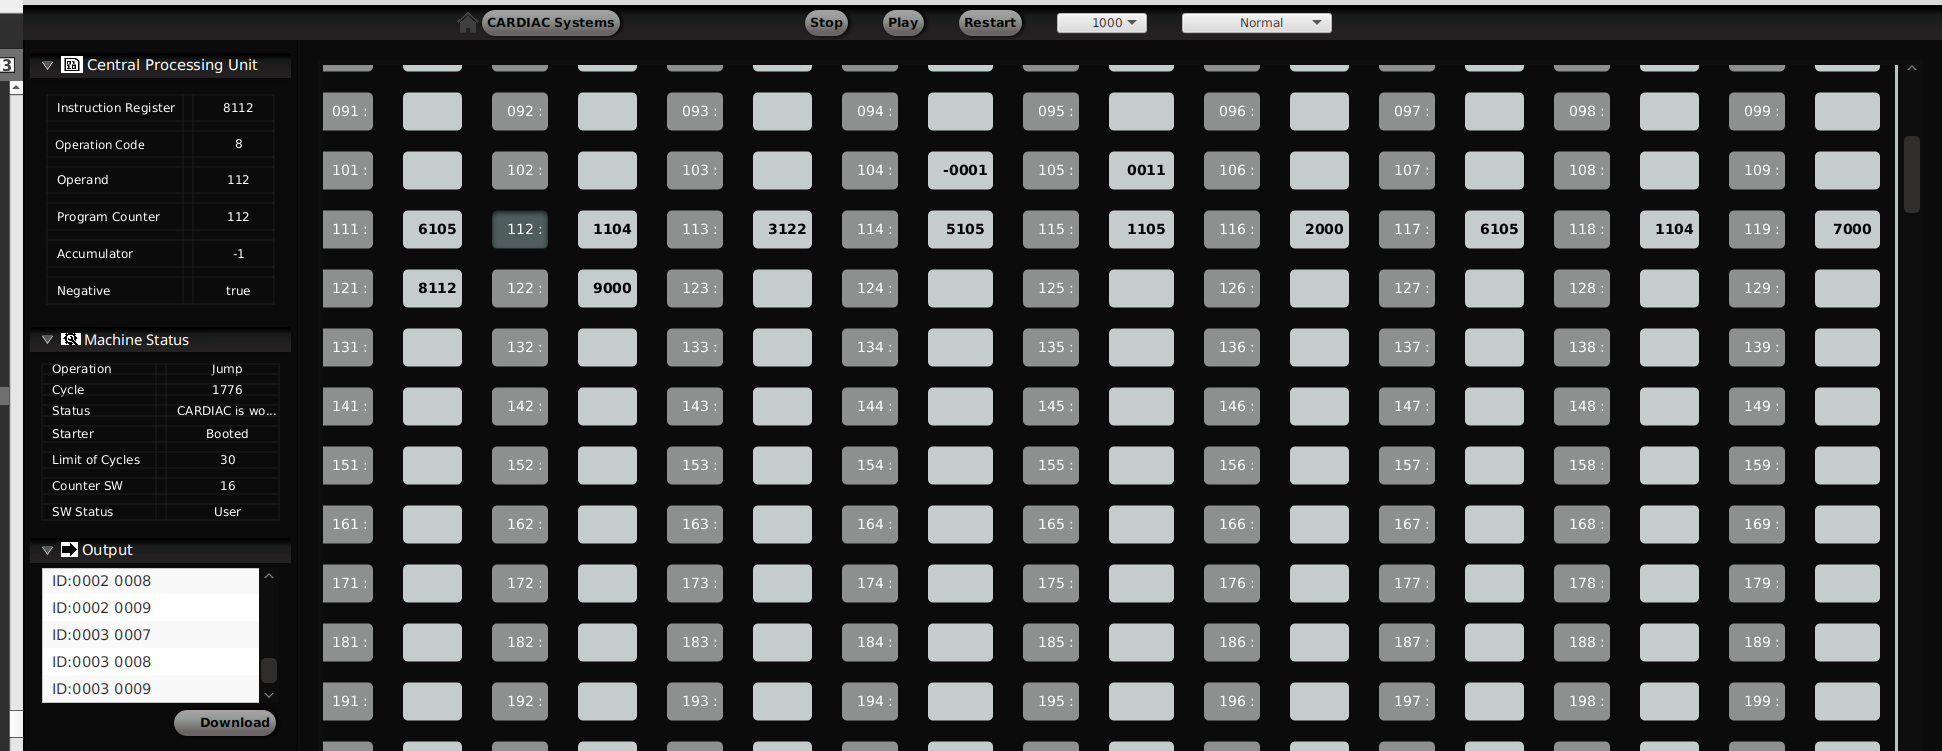 CARDIAC Systems Stop Play Restart 1000 Normal
3
Central Processing Unit
Instruction Register 8112
Operation Code 8
Operand 112
Program Counter 112
Accumulator -1
Negative true
Machine Status
Operation Jump
Cycle 1776
Status CARDIAC is wo...
Starter Booted
Limit of Cycles 30
Counter SW 16
SW Status User
Output
ID:0002 0008
ID:0002 0009
ID:0003 0007
ID:0003 0008
ID:0003 0009
Download
091 : 092 : 093 : 094 : 095 : 096 : 097 : 098 : 099 :
101 : 102 : 103 : 104 : -0001 105 : 0011 106 : 107 : 108 : 109 :
111 : 6105 112 : 1104 113 : 3122 114 : 5105 115 : 1105 116 : 2000 117 : 6105 118 : 1104 119 : 7000
121 : 8112 122 : 9000 123 : 124 : 125 : 126 : 127 : 128 : 129 :
131 : 132 : 133 : 134 : 135 : 136 : 137 : 138 : 139 :
141 : 142 : 143 : 144 : 145 : 146 : 147 : 148 : 149 :
151 : 152 : 153 : 154 : 155 : 156 : 157 : 158 : 159 :
161 : 162 : 163 : 164 : 165 : 166 : 167 : 168 : 169 :
171 : 172 : 173 : 174 : 175 : 176 : 177 : 178 : 179 :
181 : 182 : 183 : 184 : 185 : 186 : 187 : 188 : 189 :
191 : 192 : 193 : 194 : 195 : 196 : 197 : 198 : 199 :